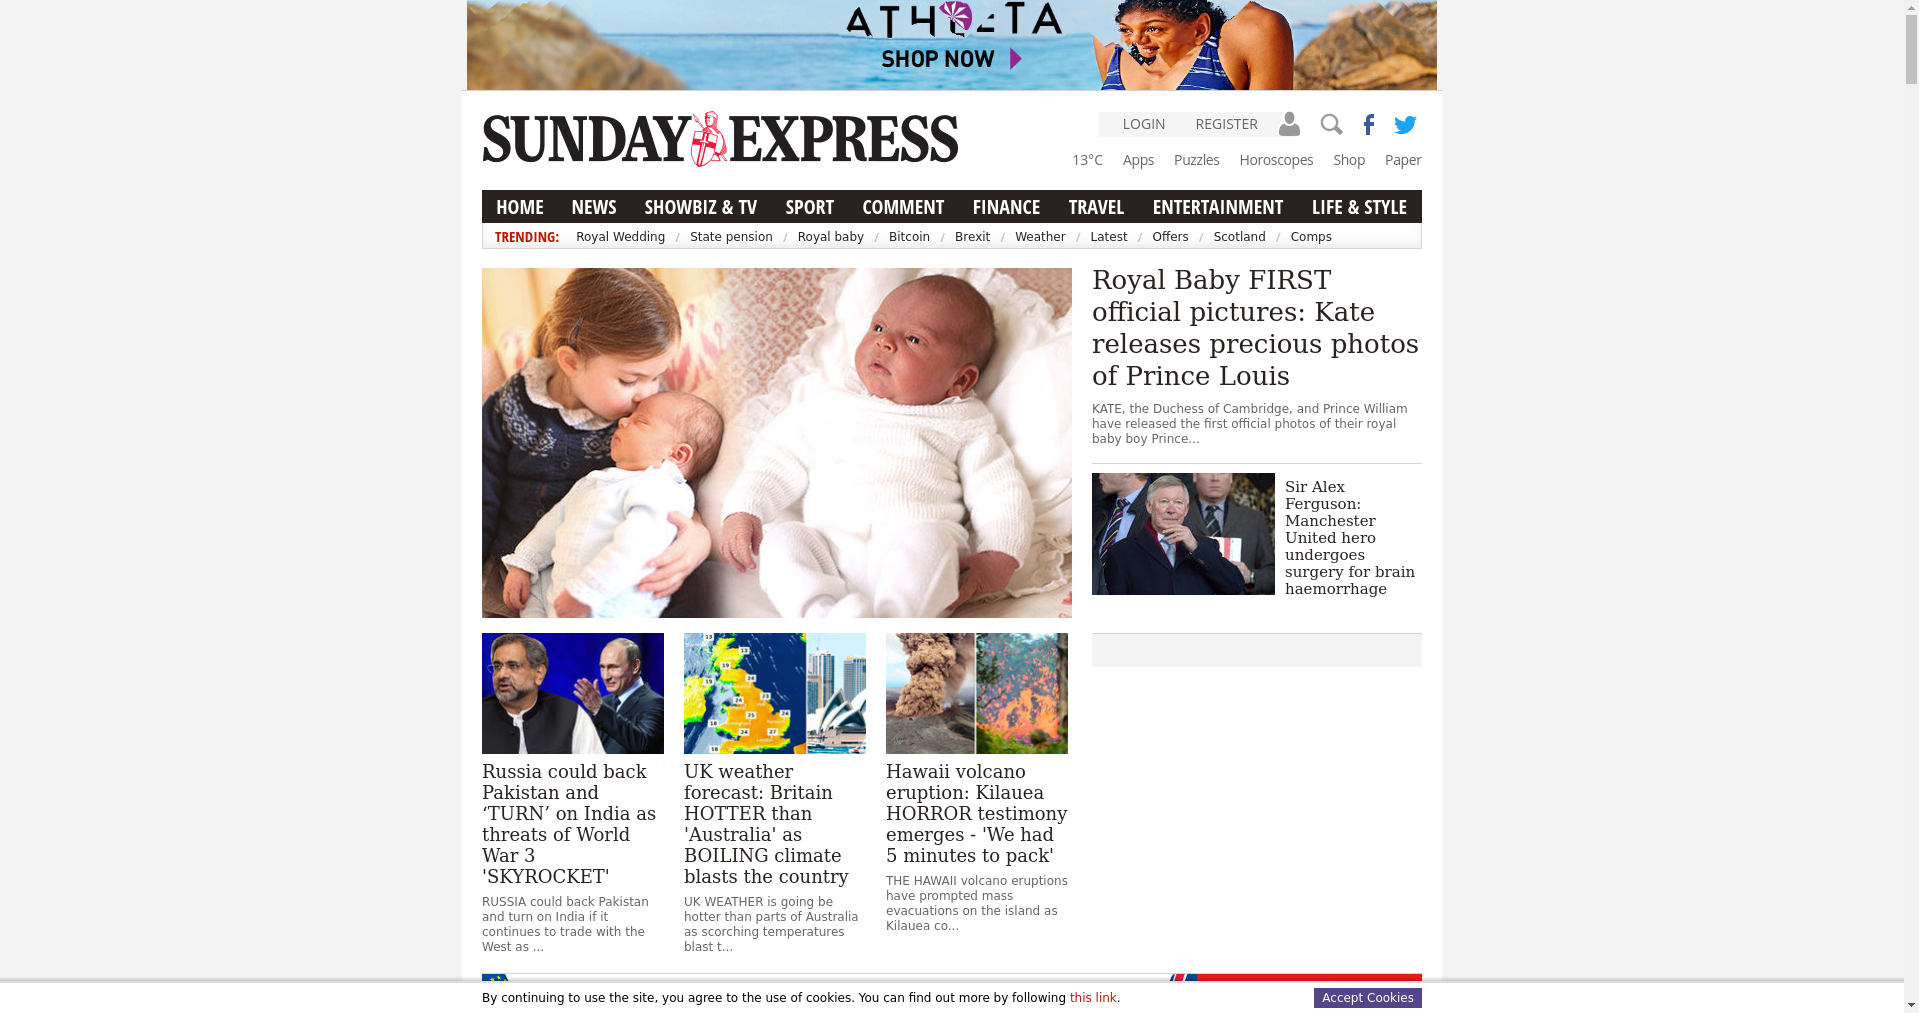 ATHLETA
SHOP NOW
SUNDAY EXPRESS
LOGIN REGISTER
13°C Apps Puzzles Horoscopes Shop Paper
HOME NEWS SHOWBIZ & TV SPORT COMMENT FINANCE TRAVEL ENTERTAINMENT LIFE & STYLE
TRENDING: Royal Wedding / State pension / Royal baby / Bitcoin / Brexit / Weather / Latest / Offers / Scotland / Comps
Royal Baby FIRST
official pictures: Kate
releases precious photos
of Prince Louis
KATE, the Duchess of Cambridge, and Prince William
have released the first official photos of their royal
baby boy Prince...
Sir Alex
Ferguson:
Manchester
United hero
undergoes
surgery for brain
haemorrhage
Russia could back
Pakistan and
‘TURN’ on India as
threats of World
War 3
'SKYROCKET'
RUSSIA could back Pakistan
and turn on India if it
continues to trade with the
West as ...
UK weather
forecast: Britain
HOTTER than
'Australia' as
BOILING climate
blasts the country
UK WEATHER is going be
hotter than parts of Australia
as scorching temperatures
blast t...
Hawaii volcano
eruption: Kilauea
HORROR testimony
emerges - 'We had
5 minutes to pack'
THE HAWAII volcano eruptions
have prompted mass
evacuations on the island as
Kilauea co...
By continuing to use the site, you agree to the use of cookies. You can find out more by following this link.
Accept Cookies